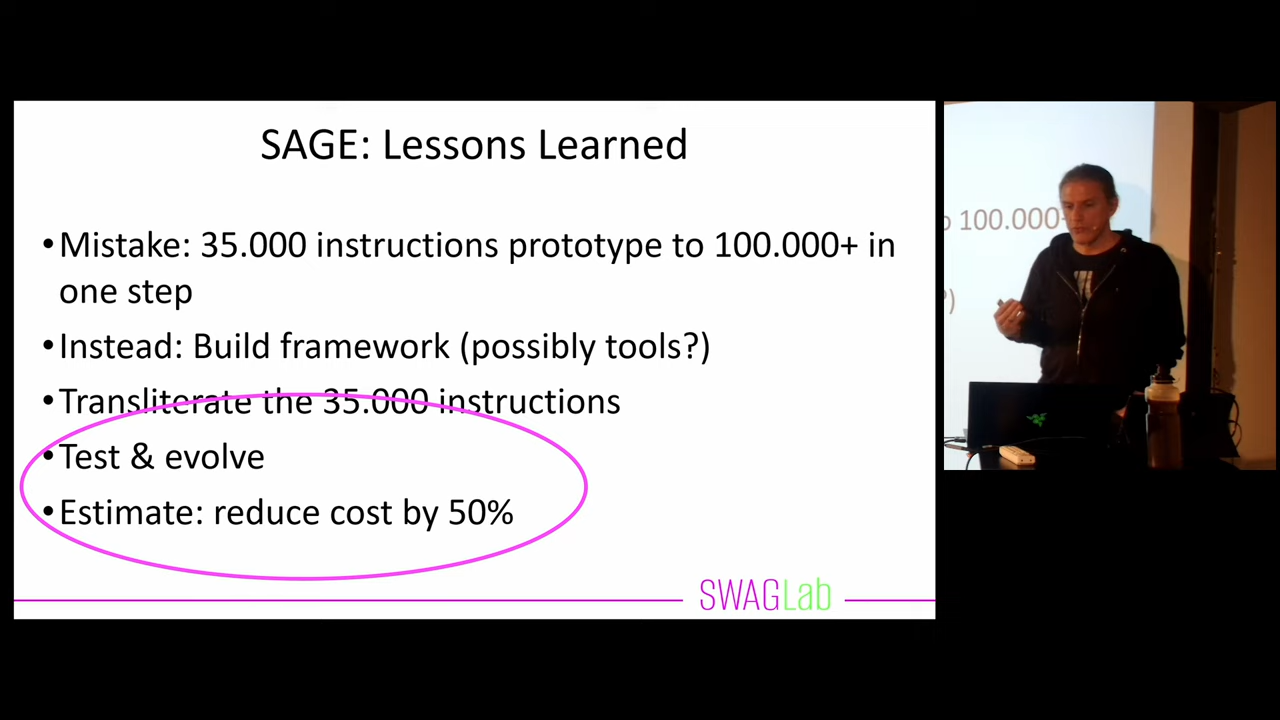 SAGE: Lessons Learned
•Mistake: 35.000 instructions prototype to 100.000+ in
one step
•Instead: Build framework (possibly tools?)
•Transliterate the 35.000 instructions
•Test & evolve
•Estimate: reduce cost by 50%
SWAGLab
100.000+
?)